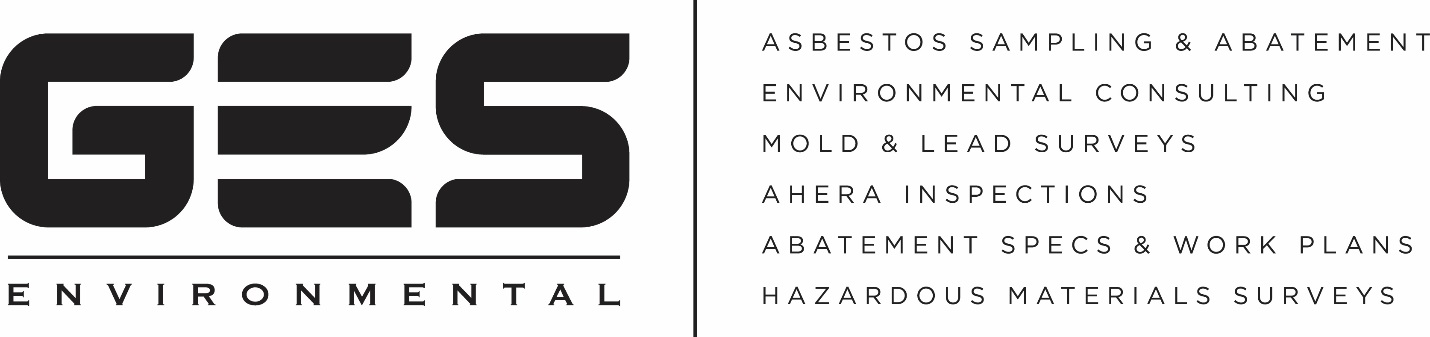 GES
ENVIRONMENTAL
ASBESTOS SAMPLING & ABATEMENT
ENVIRONMENTAL CONSULTING
MOLD & LEAD SURVEYS
AHERA INSPECTIONS
ABATEMENT SPECS & WORK PLANS
HAZARDOUS MATERIALS SURVEYS